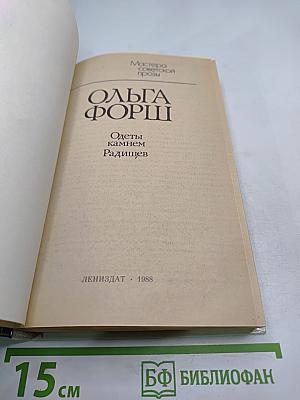 Мастера
советской
прозы
ОЛЬГА
ФОРШ
Одеты
камнем
Радищев
ЛЕНИЗДАТ · 1988
15 см
БФ БИБЛИОФАН